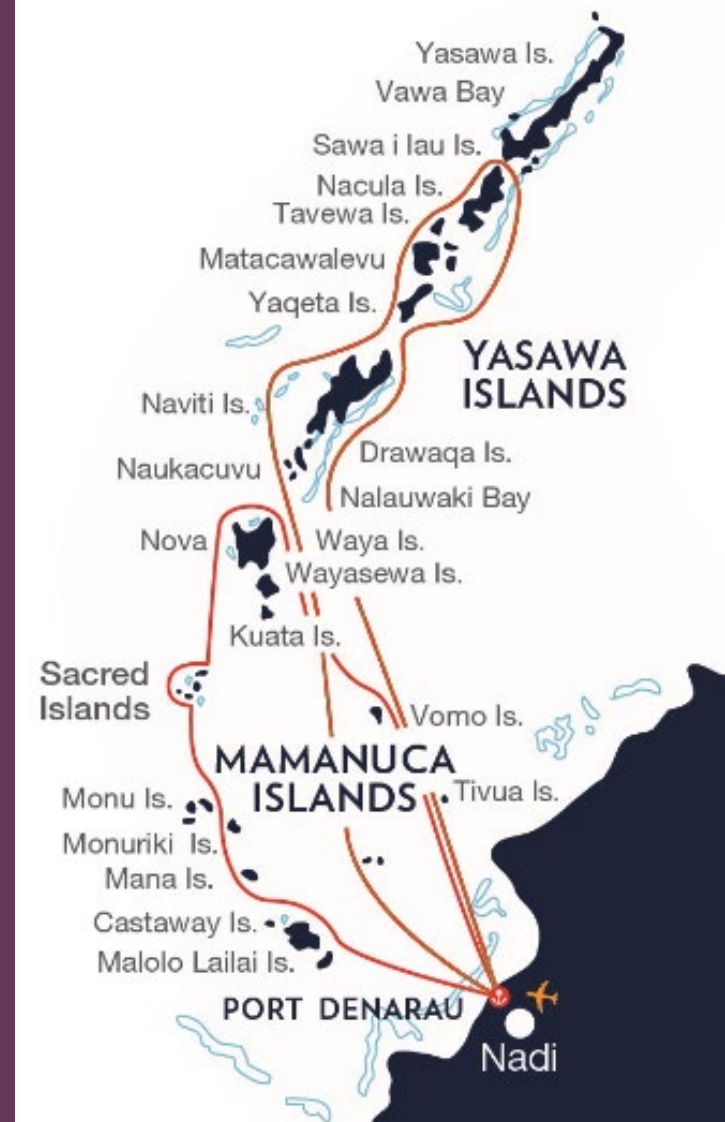 Yasawa Is.
Vawa Bay
Sawa i lau Is.
Nacula Is.
Tavewa Is.
Matacawalevu
Yaqeta Is.
YASAWA
ISLANDS
Naviti Is.
Drawaqa Is.
Naukacuvu
Nalauwaki Bay
Nova
Waya Is.
Wayasewa Is.
Kuata Is.
Sacred
Islands
Vomo Is.
MAMANUCA
ISLANDS
Tivua Is.
Monu Is.
Monuriki Is.
Mana Is.
Castaway Is.
Malolo Lailai Is.
PORT DENARAU
Nadi